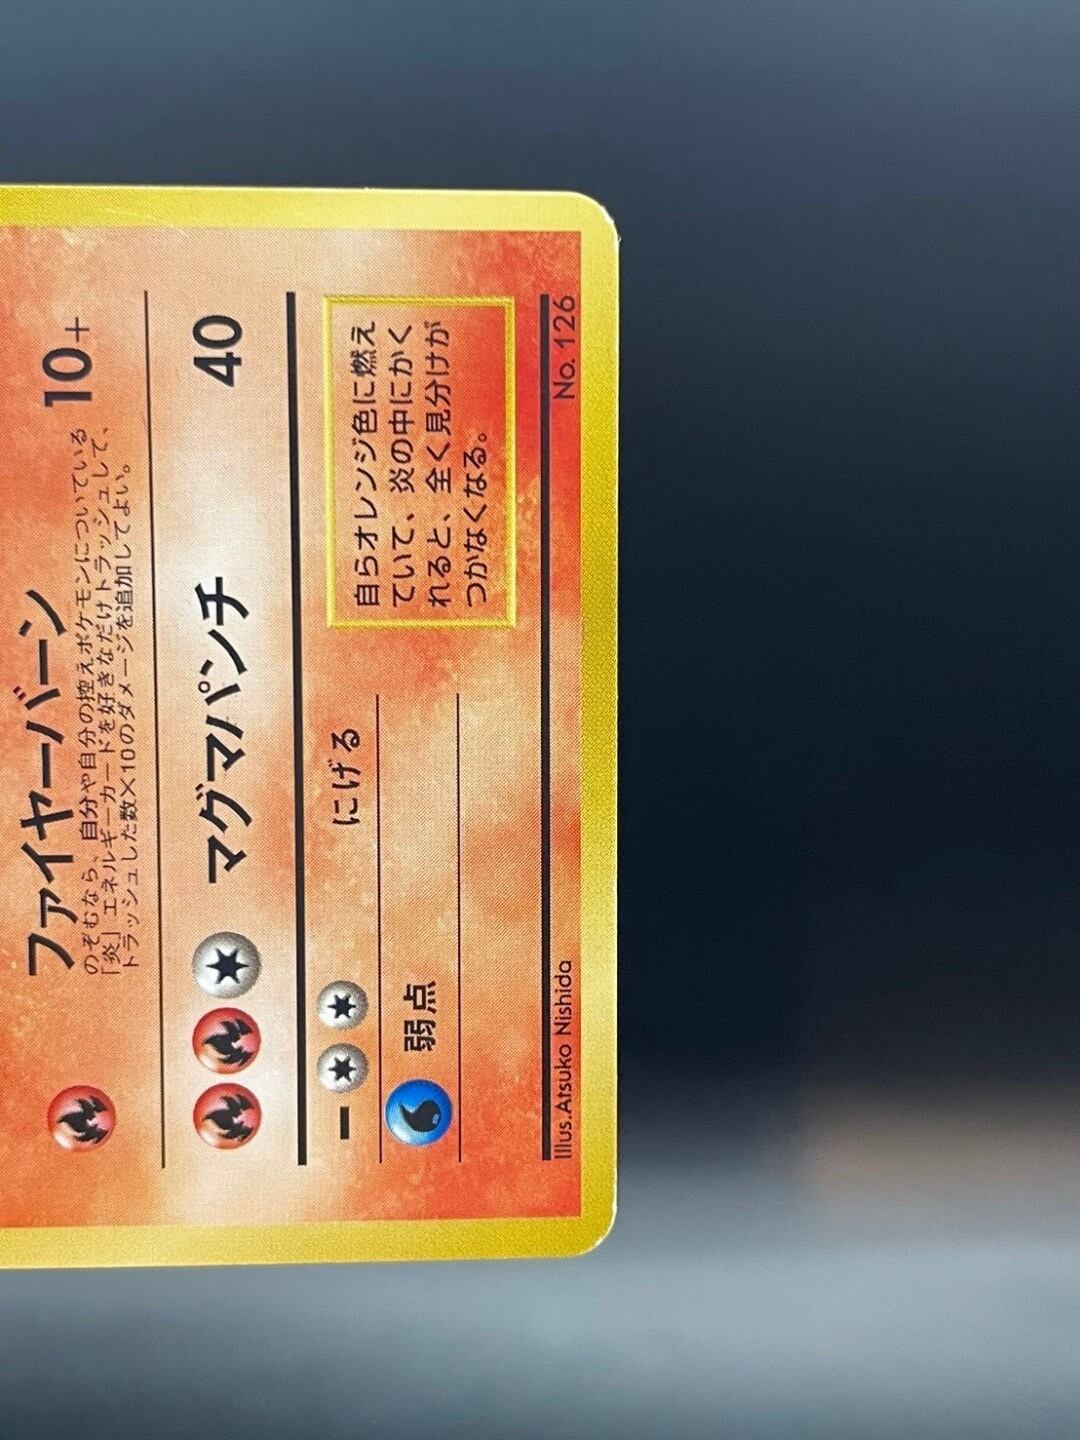 ファイヤーバーン 10+
のぞむなら、自分や自分の控えポケモンについている
「炎」エネルギーカードを好きなだけトラッシュして、
トラッシュした数×10のダメージを追加してよい。
マグマパンチ 40
にげる
弱点
自らオレンジ色に燃え
ていて、炎の中にかく
れると、全く見分けが
つかなくなる。
Illus. Atsuko Nishida No. 126